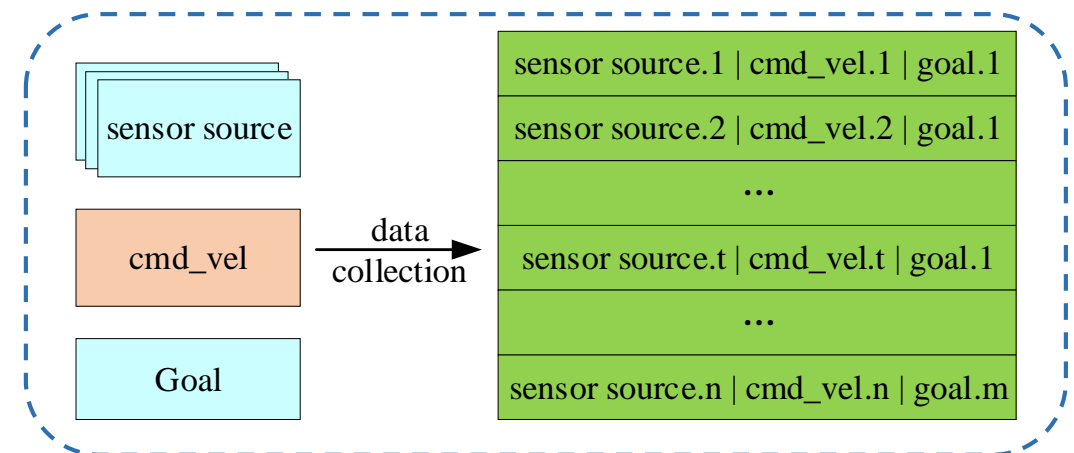 sensor source
cmd_vel
Goal
data
collection
sensor source.1 | cmd_vel.1 | goal.1
sensor source.2 | cmd_vel.2 | goal.1
...
sensor source.t | cmd_vel.t | goal.1
...
sensor source.n | cmd_vel.n | goal.m